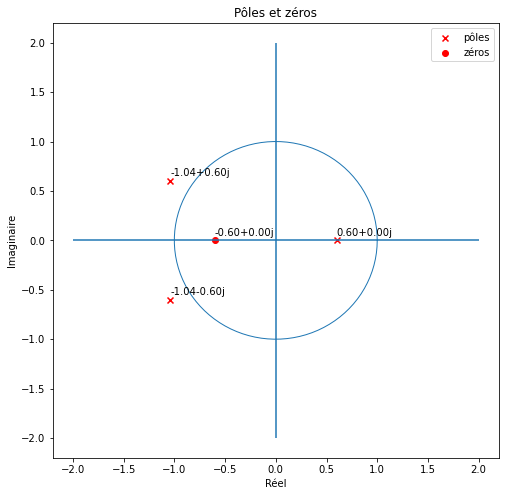 Pôles et zéros
pôles
zéros
2.0
1.5
1.0
0.5
0.0
−0.5
−1.0
−1.5
−2.0
Imaginaire
-1.04+0.60j
-0.60+0.00j
0.60+0.00j
-1.04-0.60j
−2.0 −1.5 −1.0 −0.5 0.0 0.5 1.0 1.5 2.0
Réel